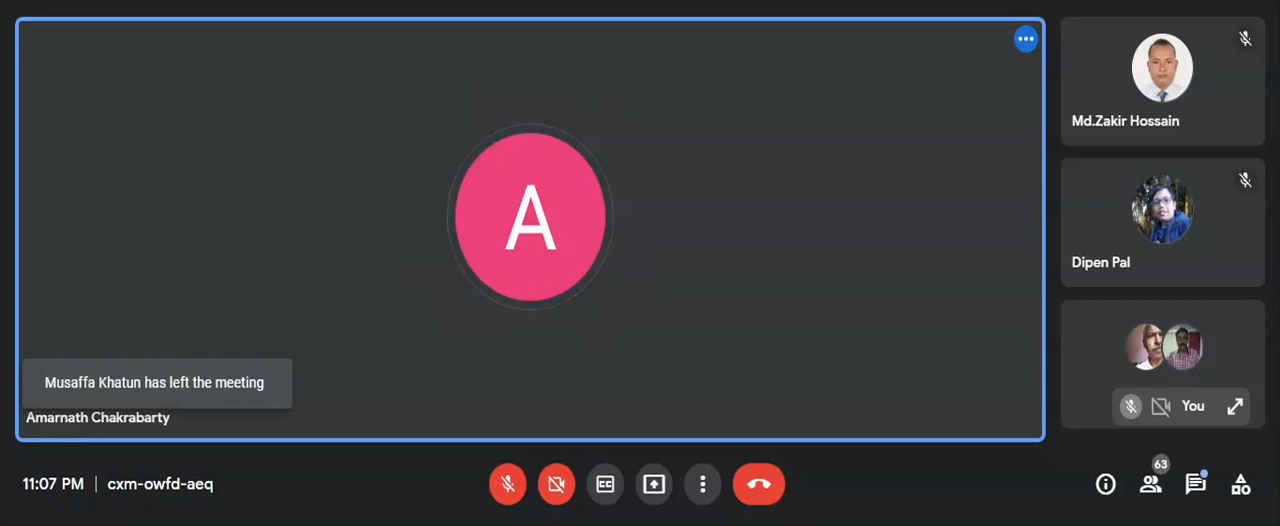 A
Musaffa Khatun has left the meeting
Amarnath Chakrabarty
Md.Zakir Hossain
Dipen Pal
You
11:07 PM | cxm-owfd-aeq
CC
63